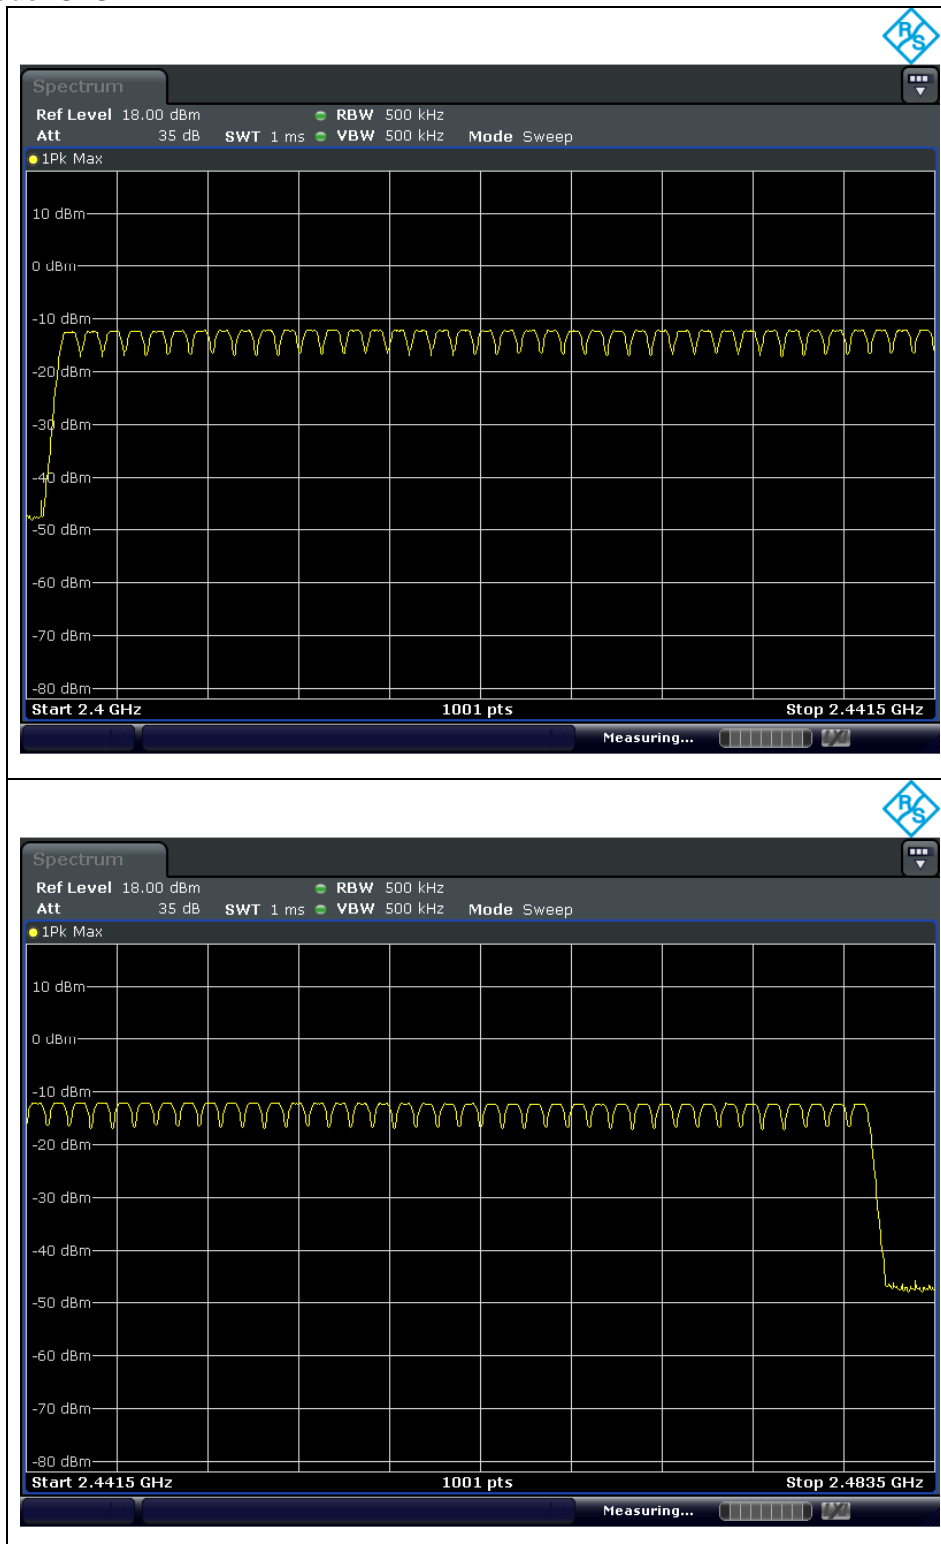 R/S
Spectrum
Ref Level 18.00 dBm RBW 500 kHz
Att 35 dB SWT 1 ms VBW 500 kHz Mode Sweep
1Pk Max
10 dBm
0 dBm
-10 dBm
-20 dBm
-30 dBm
-40 dBm
-50 dBm
-60 dBm
-70 dBm
-80 dBm
Start 2.4 GHz 1001 pts Stop 2.4415 GHz
Measuring...
R/S
Spectrum
Ref Level 18.00 dBm RBW 500 kHz
Att 35 dB SWT 1 ms VBW 500 kHz Mode Sweep
1Pk Max
10 dBm
0 dBm
-10 dBm
-20 dBm
-30 dBm
-40 dBm
-50 dBm
-60 dBm
-70 dBm
-80 dBm
Start 2.4415 GHz 1001 pts Stop 2.4835 GHz
Measuring...